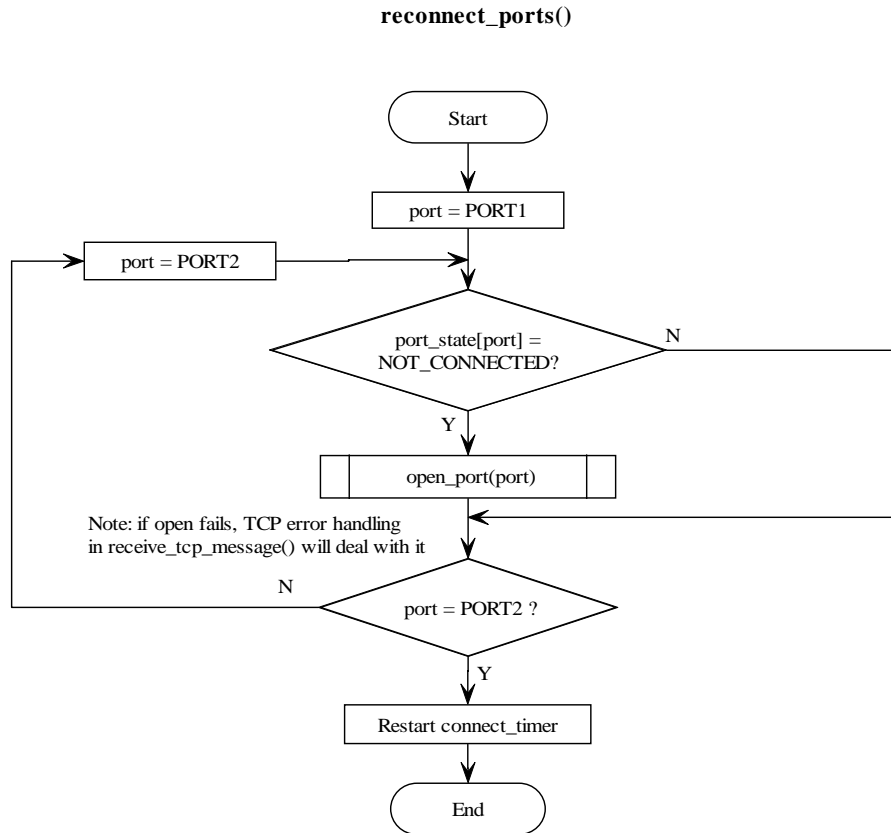 reconnect_ports()
Start
port = PORT1
port = PORT2
port_state[port] =
NOT_CONNECTED?
N
Y
open_port(port)
Note: if open fails, TCP error handling
in receive_tcp_message() will deal with it
N
port = PORT2 ?
Y
Restart connect_timer
End